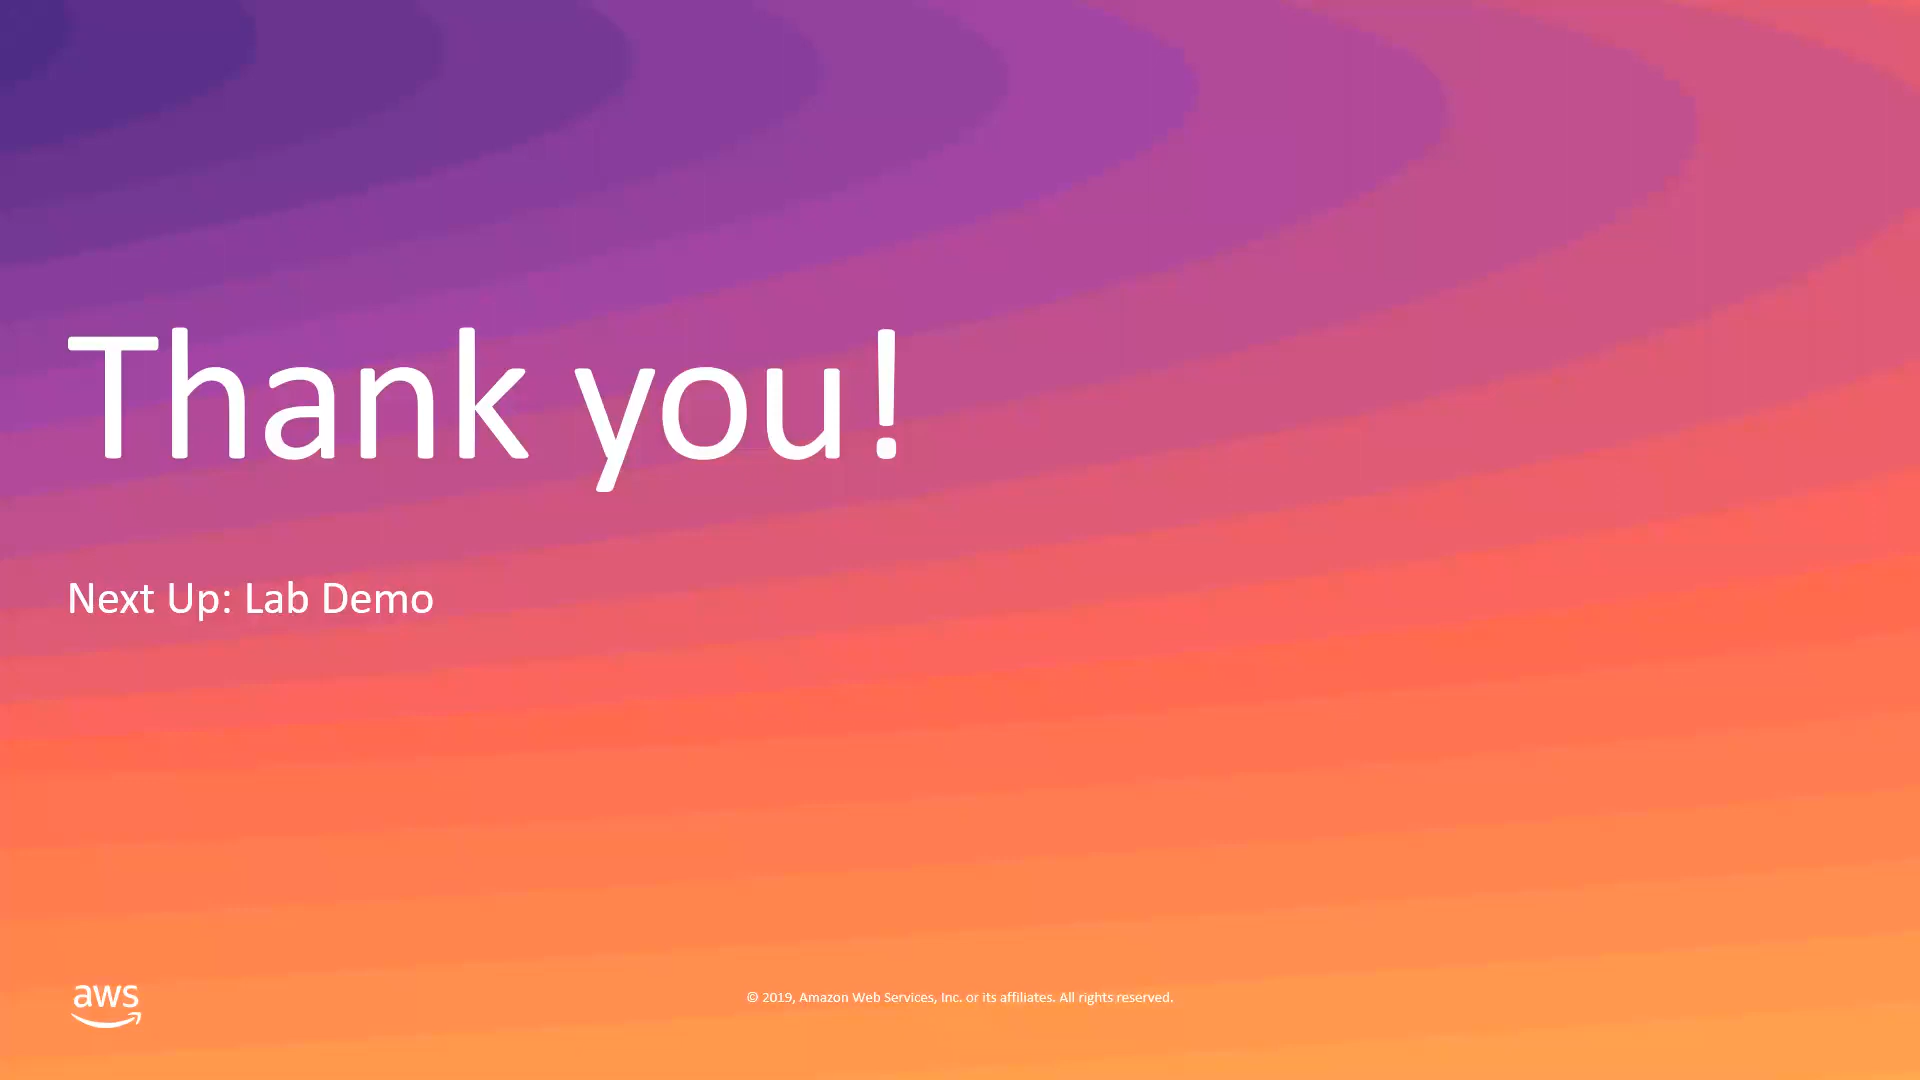 Thank you!
Next Up: Lab Demo
aws
© 2019, Amazon Web Services, Inc. or its affiliates. All rights reserved.